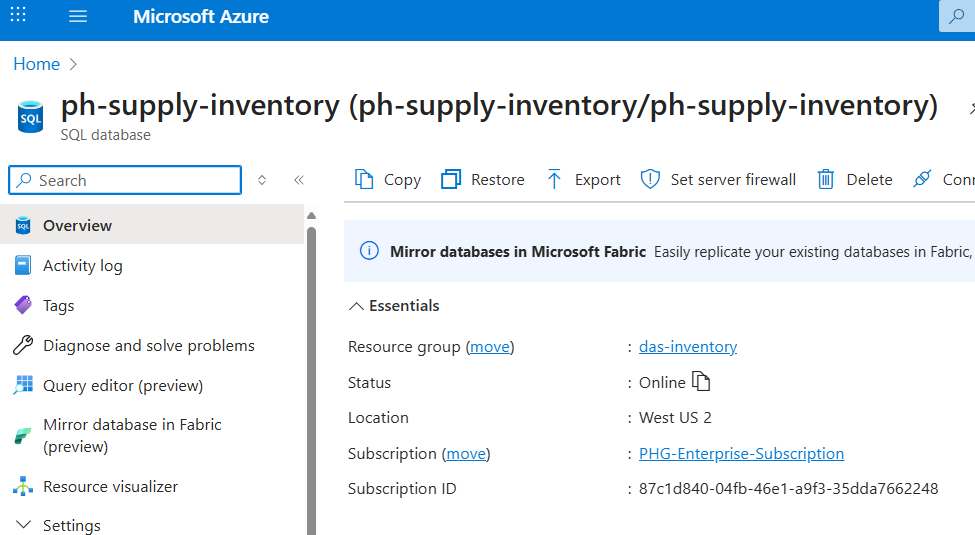 Microsoft Azure
Home
ph-supply-inventory (ph-supply-inventory/ph-supply-inventory)
SQL
SQL database
Search
Copy
Restore
Export
Set server firewall
Delete
Conn
Overview
Activity log
Tags
Diagnose and solve problems
Query editor (preview)
Mirror database in Fabric
(preview)
Resource visualizer
Settings
Mirror databases in Microsoft Fabric Easily replicate your existing databases in Fabric,
Essentials
Resource group (move) : das-inventory
Status : Online
Location : West US 2
Subscription (move) : PHG-Enterprise-Subscription
Subscription ID : 87c1d840-04fb-46e1-a9f3-35dda7662248